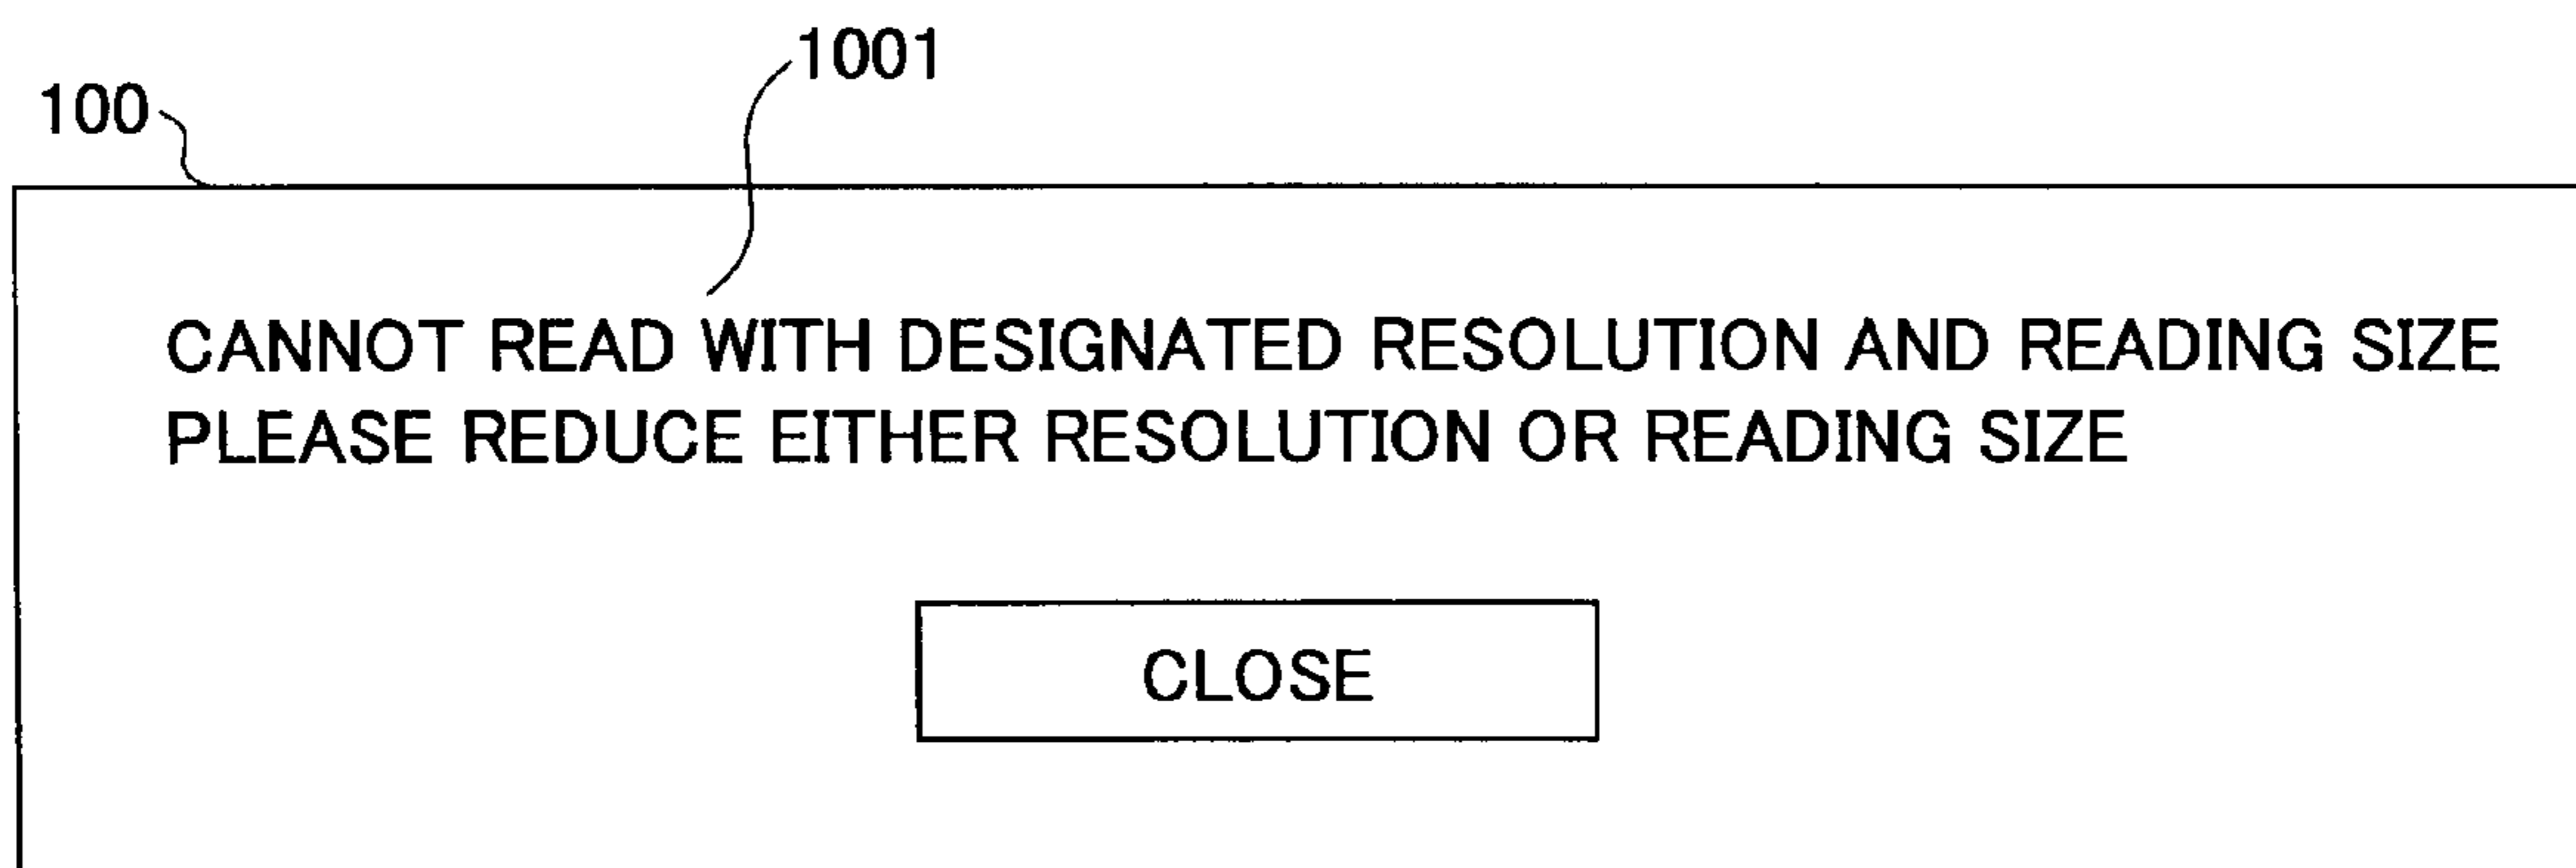 1001
100
CANNOT READ WITH DESIGNATED RESOLUTION AND READING SIZE
PLEASE REDUCE EITHER RESOLUTION OR READING SIZE
CLOSE